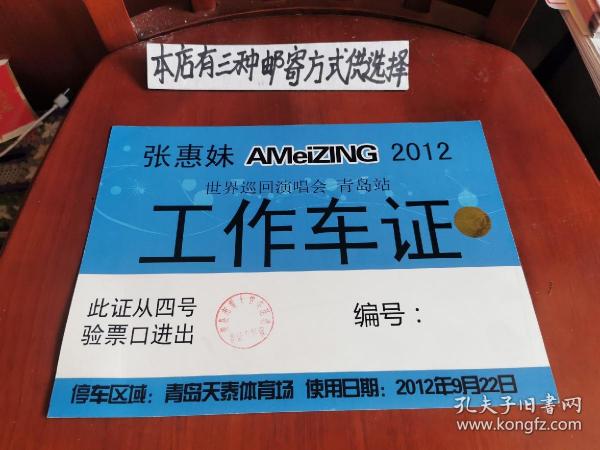 本店有三种邮寄方式供选择
张惠妹 AMeiZING 2012
世界巡回演唱会 青岛站
工作车证
此证从四号
验票口进出
编号：
停车区域：青岛天泰体育场 使用日期：2012年9月22日
孔夫子旧书网
www.kongfz.com